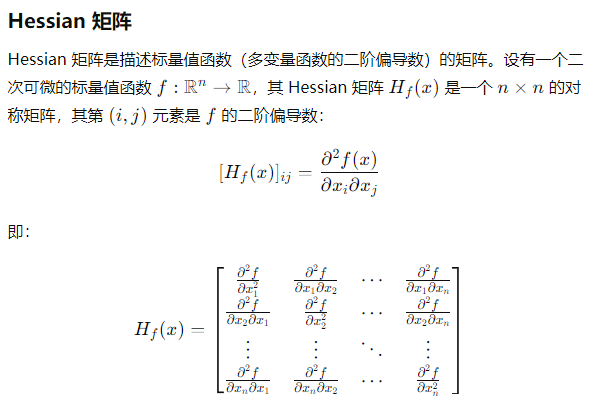 Hessian 矩阵
Hessian 矩阵是描述标量值函数（多变量函数的二阶偏导数）的矩阵。设有一个二
次可微的标量值函数 $f : \mathbb{R}^n \to \mathbb{R}$，其 Hessian 矩阵 $H_f(x)$ 是一个 $n \times n$ 的对
称矩阵，其第 $(i, j)$ 元素是 $f$ 的二阶偏导数：
$[H_f(x)]_{ij} = \frac{\partial^2 f(x)}{\partial x_i \partial x_j}$
即：
$H_f(x) = \begin{bmatrix} \frac{\partial^2 f}{\partial x_1^2} & \frac{\partial^2 f}{\partial x_1 \partial x_2} & \cdots & \frac{\partial^2 f}{\partial x_1 \partial x_n} \\ \frac{\partial^2 f}{\partial x_2 \partial x_1} & \frac{\partial^2 f}{\partial x_2^2} & \cdots & \frac{\partial^2 f}{\partial x_2 \partial x_n} \\ \vdots & \vdots & \ddots & \vdots \\ \frac{\partial^2 f}{\partial x_n \partial x_1} & \frac{\partial^2 f}{\partial x_n \partial x_2} & \cdots & \frac{\partial^2 f}{\partial x_n^2} \end{bmatrix}$